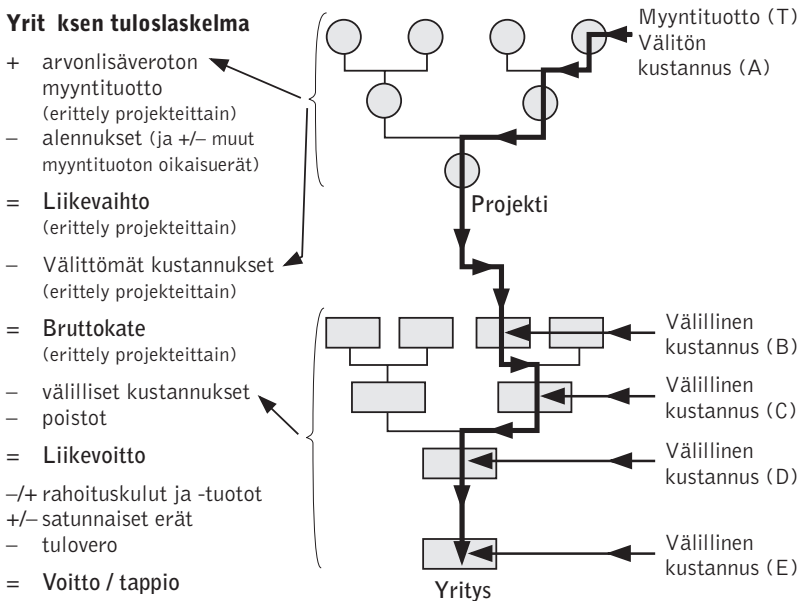 Yrit ksen tuloslaskelma
+ arvonlisäveroton
myyntituotto
(erittely projekteittain)
– alennukset (ja +/– muut
myyntituoton oikaisuerät)
= Liikevaihto
(erittely projekteittain)
– Välittömät kustannukset
(erittely projekteittain)
= Bruttokate
(erittely projekteittain)
– välilliset kustannukset
– poistot
= Liikevoitto
–/+ rahoituskulut ja -tuotot
+/– satunnaiset erät
– tulovero
= Voitto / tappio
Myyntituotto (T)
Välitön
kustannus (A)
Projekti
Välillinen
kustannus (B)
Välillinen
kustannus (C)
Välillinen
kustannus (D)
Välillinen
kustannus (E)
Yritys